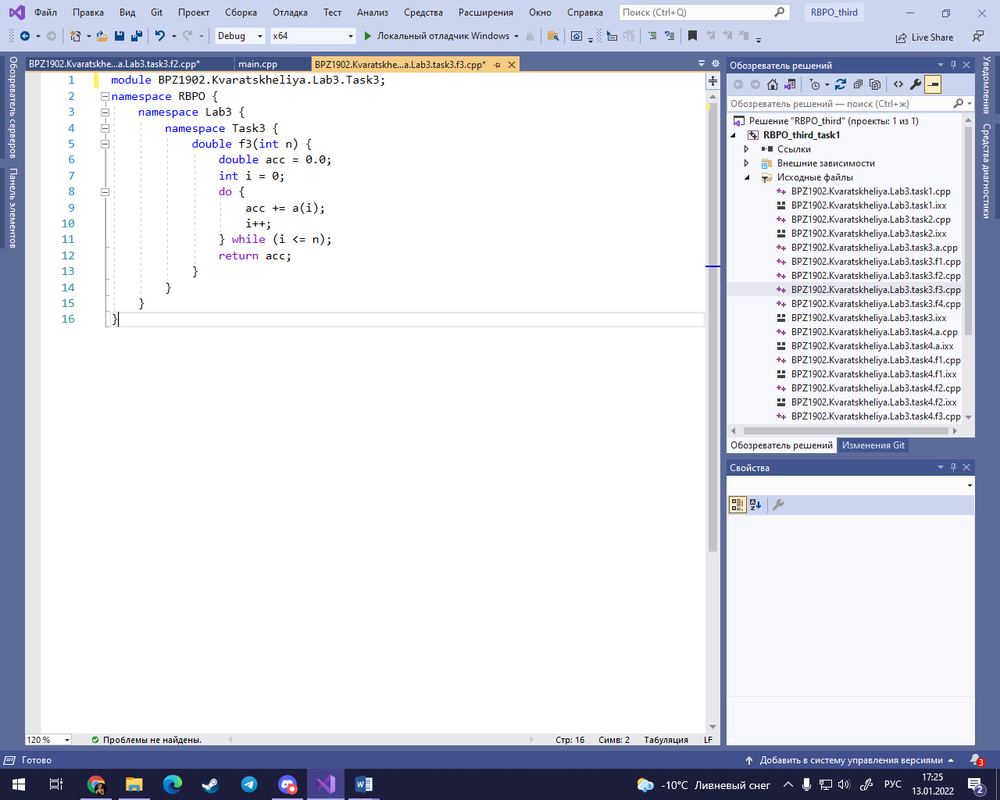 Файл Правка Вид Git Проект Сборка Отладка Тест Анализ Средства Расширения Окно Справка Поиск (Ctrl+Q) RBPO_third
Debug x64 Локальный отладчик Windows Live Share
Обозреватель серверов
Панель элементов
BPZ1902.Kvaratskhe...a.Lab3.task3.f2.cpp* main.cpp BPZ1902.Kvaratskhe...a.Lab3.task3.f3.cpp*
1 module BPZ1902.Kvaratskheliya.Lab3.Task3;
2 namespace RBPO {
3 namespace Lab3 {
4 namespace Task3 {
5 double f3(int n) {
6 double acc = 0.0;
7 int i = 0;
8 do {
9 acc += a(i);
10 i++;
11 } while (i <= n);
12 return acc;
13 }
14 }
15 }
16 }
120 % Проблемы не найдены. Стр: 16 Симв: 2 Табуляция LF
Обозреватель решений
Обозреватель решений — поиск (Ctrl+ж)
Решение "RBPO_third" (проекты: 1 из 1)
RBPO_third_task1
Ссылки
Внешние зависимости
Исходные файлы
BPZ1902.Kvaratskheliya.Lab3.task1.cpp
BPZ1902.Kvaratskheliya.Lab3.task1.ixx
BPZ1902.Kvaratskheliya.Lab3.task2.cpp
BPZ1902.Kvaratskheliya.Lab3.task2.ixx
BPZ1902.Kvaratskheliya.Lab3.task3.a.cpp
BPZ1902.Kvaratskheliya.Lab3.task3.f1.cpp
BPZ1902.Kvaratskheliya.Lab3.task3.f2.cpp
BPZ1902.Kvaratskheliya.Lab3.task3.f3.cpp
BPZ1902.Kvaratskheliya.Lab3.task3.f4.cpp
BPZ1902.Kvaratskheliya.Lab3.task3.ixx
BPZ1902.Kvaratskheliya.Lab3.task4.a.cpp
BPZ1902.Kvaratskheliya.Lab3.task4.a.ixx
BPZ1902.Kvaratskheliya.Lab3.task4.f1.cpp
BPZ1902.Kvaratskheliya.Lab3.task4.f1.ixx
BPZ1902.Kvaratskheliya.Lab3.task4.f2.cpp
BPZ1902.Kvaratskheliya.Lab3.task4.f2.ixx
BPZ1902.Kvaratskheliya.Lab3.task4.f3.cpp
Обозреватель решений Изменения Git
Свойства
Уведомления
Средства диагностики
Готово Добавить в систему управления версиями 3
-10°C Ливневый снег РУС 17:25
13.01.2022 2